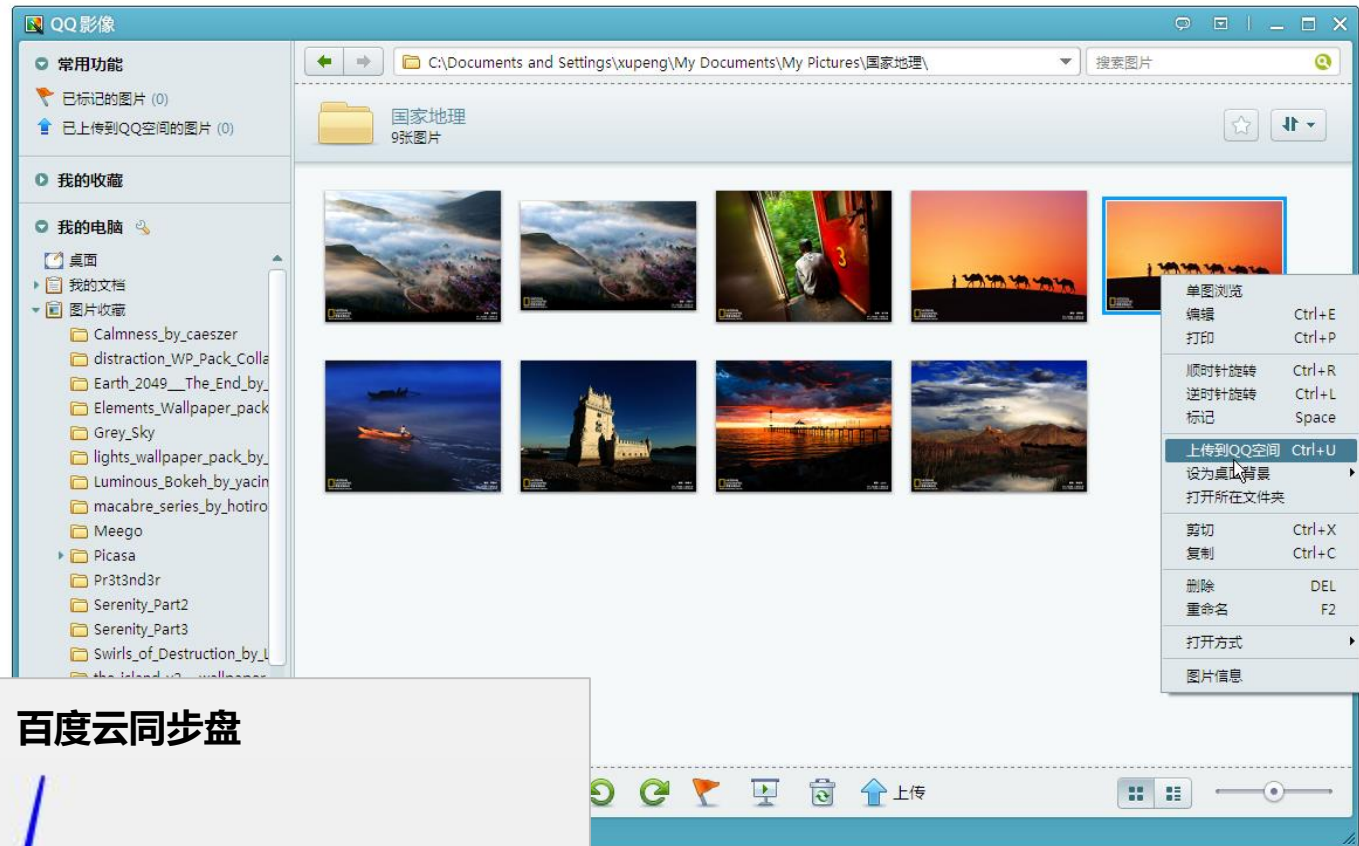 QQ影像
常用功能
已标记的图片 (0)
已上传到QQ空间的图片 (0)
我的收藏
我的电脑
桌面
我的文档
图片收藏
Calmness_by_caeszer
distraction_WP_Pack_Colla
Earth_2049__The_End_by_
Elements_Wallpaper_pack
Grey_Sky
lights_wallpaper_pack_by_
Luminous_Bokeh_by_yacin
macabre_series_by_hotiro
Meego
Picasa
Pr3t3nd3r
Serenity_Part2
Serenity_Part3
Swirls_of_Destruction_by_L
C:\Documents and Settings\xupeng\My Documents\My Pictures\国家地理\
搜索图片
国家地理
9张图片
3
单图浏览
编辑 Ctrl+E
打印 Ctrl+P
顺时针旋转 Ctrl+R
逆时针旋转 Ctrl+L
标记 Space
上传到QQ空间 Ctrl+U
设为桌面背景
打开所在文件夹
剪切 Ctrl+X
复制 Ctrl+C
删除 DEL
重命名 F2
打开方式
图片信息
百度云同步盘
上传